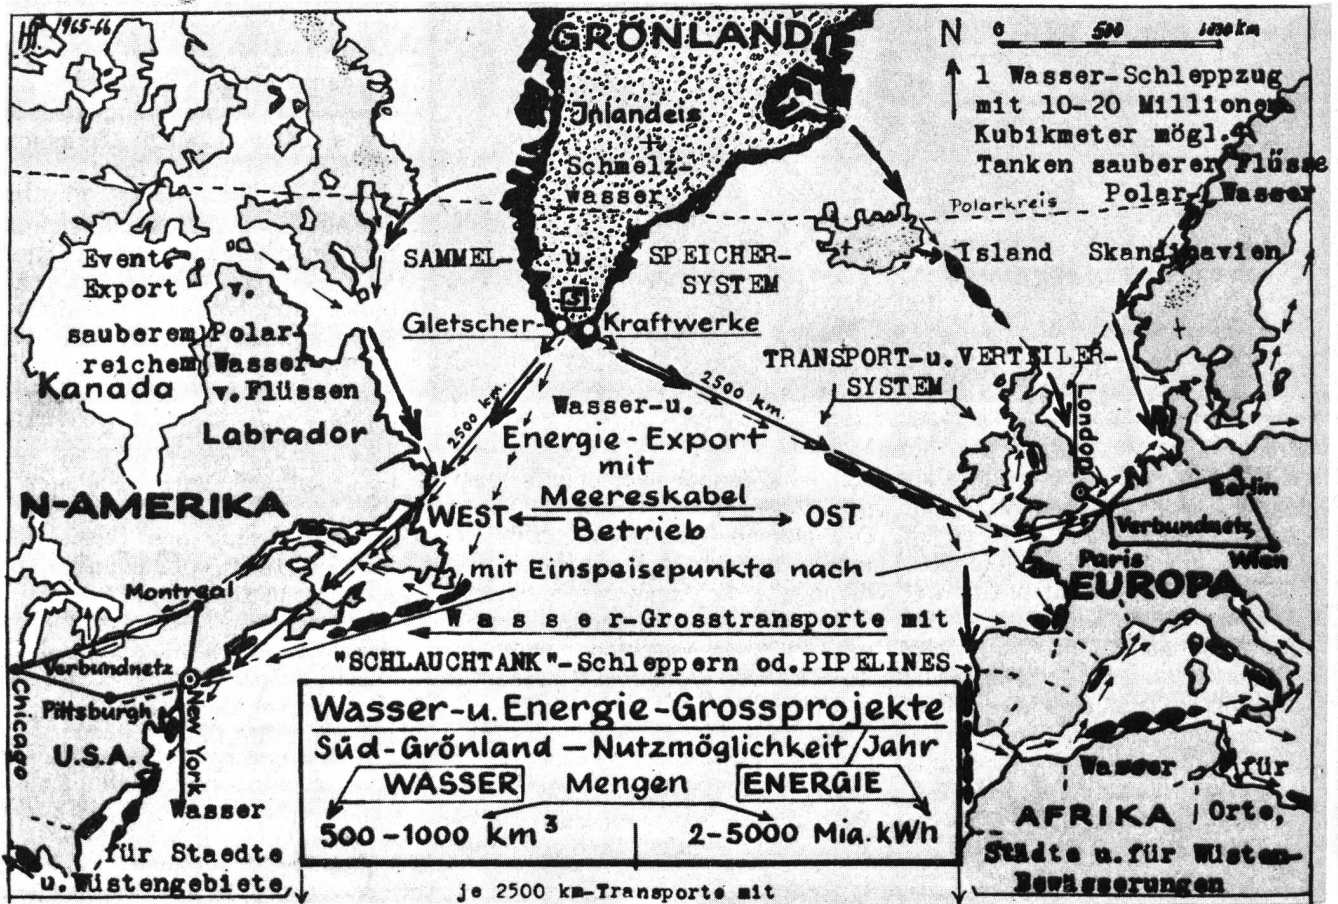 1965-66
GRÖNLAND
N
0 500 1000 km
1 Wasser-Schleppzug
mit 10-20 Millionen
Kubikmeter mögl.
Tanken sauberer Flüsse
Polar-Wasser
Inlandeis
+
Schmelz-
wasser
Polarkreis
Island
Skandinavien
SAMMEL- u. SPEICHER-
SYSTEM
Event.
Export
v.
sauberem Polar-
reichem Wasser
v. Flüssen
Kanada
Labrador
S
Gletscher- Kraftwerke
TRANSPORT- u. VERTEILER-
SYSTEM
2500 km.
2500 km.
Wasser-u.
Energie-Export
mit
Meereskabel
WEST OST
Betrieb
mit Einspeisepunkte nach
London
Berlin
Verbundnetz
Paris
Wien
EUROPA
N-AMERIKA
Montreal
Verbundnetz
Chicago
Pittsburgh
New York
U.S.A.
Wasser-Grosstransporte mit
"SCHLAUCHTANK"-Schleppern od. PIPELINES
Wasser
für Staedte
u. Wüstengebiete,
Wasser-u. Energie-Grossprojekte
Süd-Grönland – Nutzmöglichkeit/Jahr
WASSER Mengen ENERGIE
500-1000 km³ 2-5000 Mia. kWh
Wasser für
AFRIKA Orte,
Städte u. für Wüsten-
Bewässerungen
je 2500 km-Transporte mit